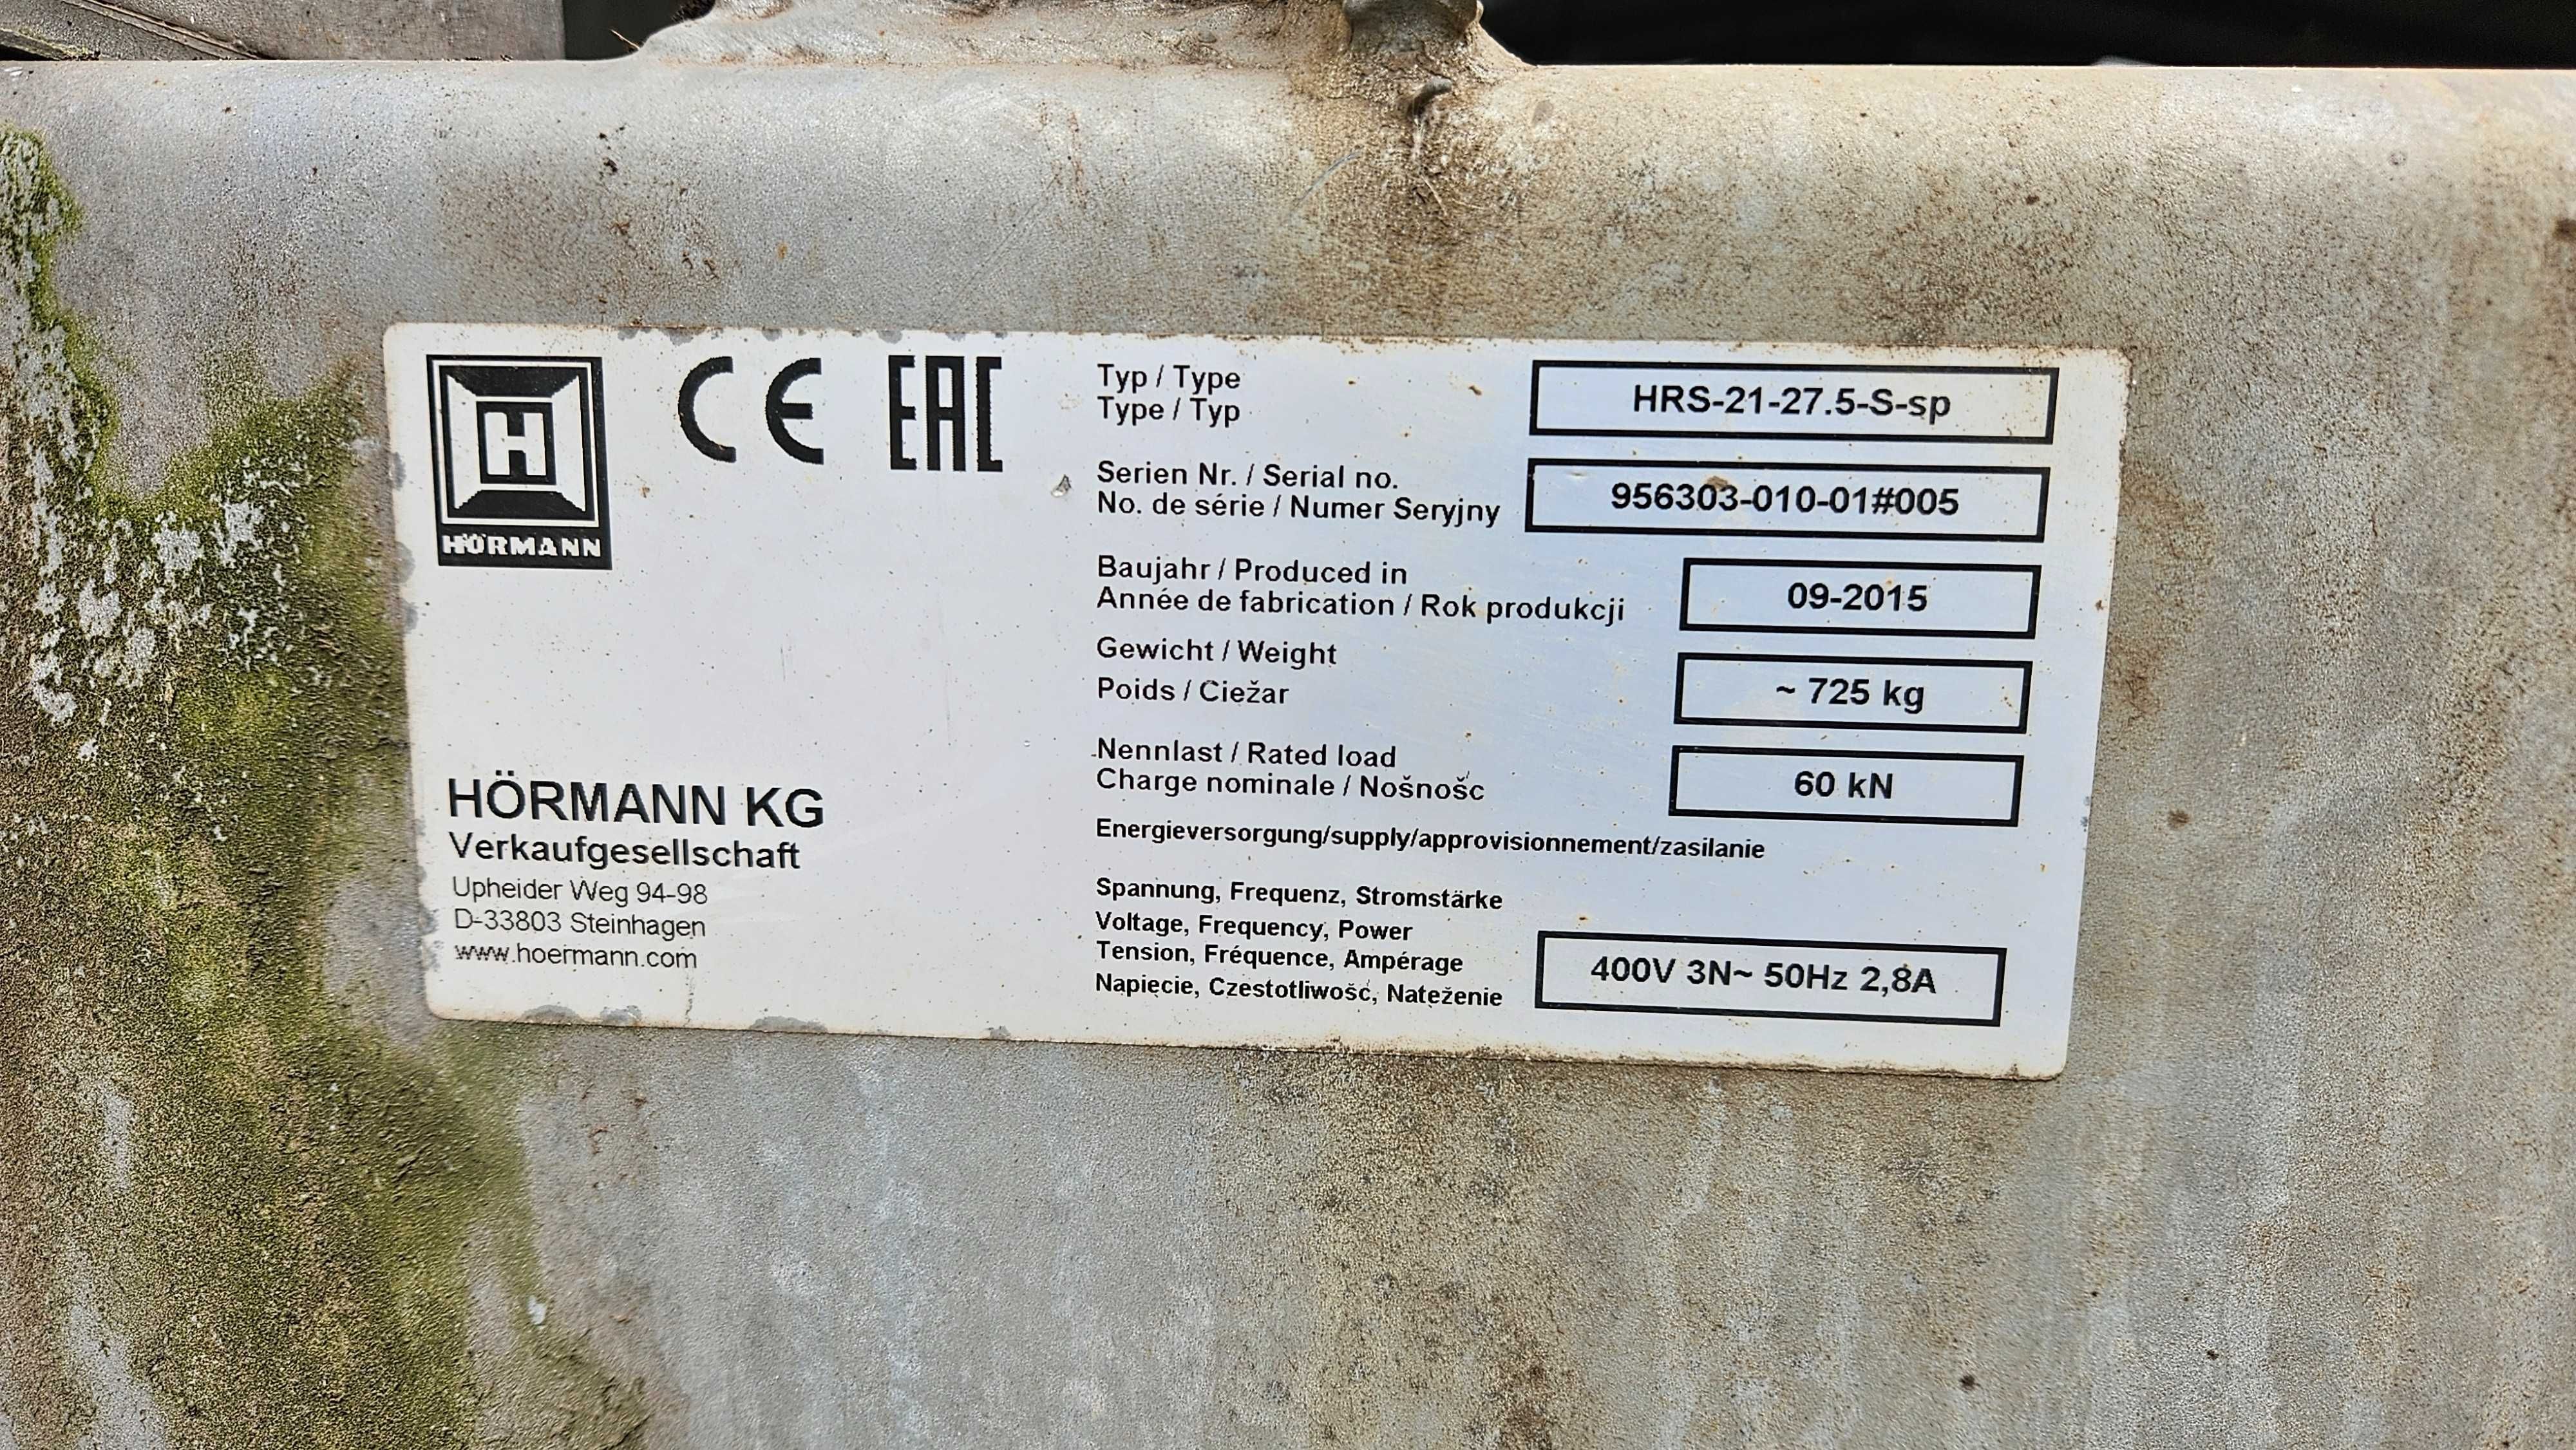 HÖRMANN
CE EAC
Typ / Type
Type / Typ
HRS-21-27.5-S-sp
Serien Nr. / Serial no.
No. de série / Numer Seryjny
956303-010-01#005
Baujahr / Produced in
Année de fabrication / Rok produkcji
09-2015
Gewicht / Weight
Poids / Ciežar
~ 725 kg
Nennlast / Rated load
Charge nominale / Nošnošc
60 kN
Energieversorgung/supply/approvisionnement/zasilanie
Spannung, Frequenz, Stromstärke
Voltage, Frequency, Power
Tension, Fréquence, Ampérage
Napięcie, Czestotliwošč, Nateženie
400V 3N~ 50Hz 2,8A
HÖRMANN KG
Verkaufgesellschaft
Upheider Weg 94-98
D-33803 Steinhagen
www.hoermann.com